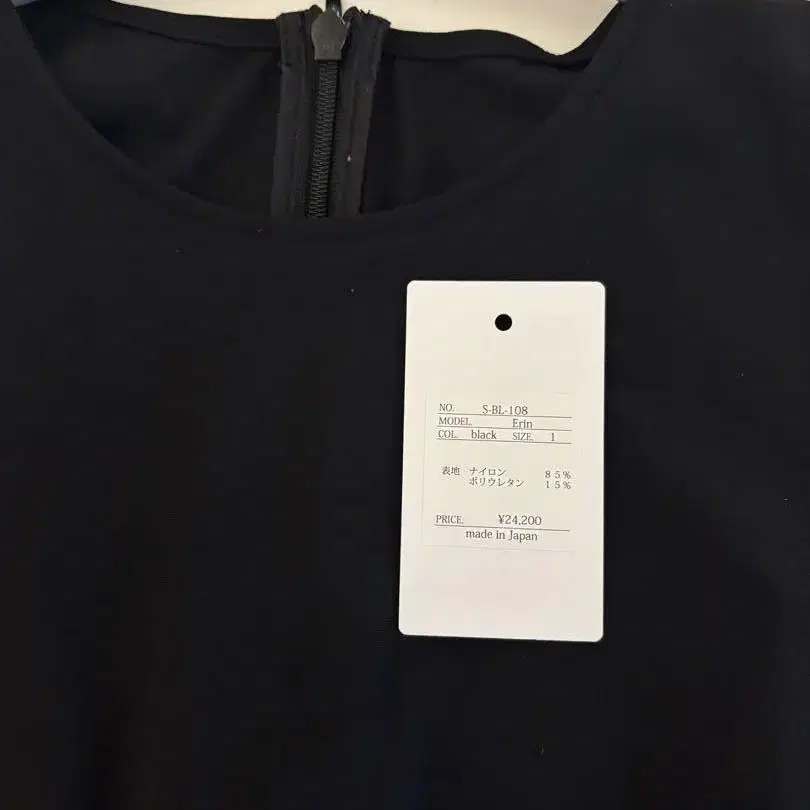 NO. S-BL-108
MODEL. Erin
COL. black SIZE. 1
表地 ナイロン 85%
ポリウレタン 15%
PRICE. ¥24,200
made in Japan